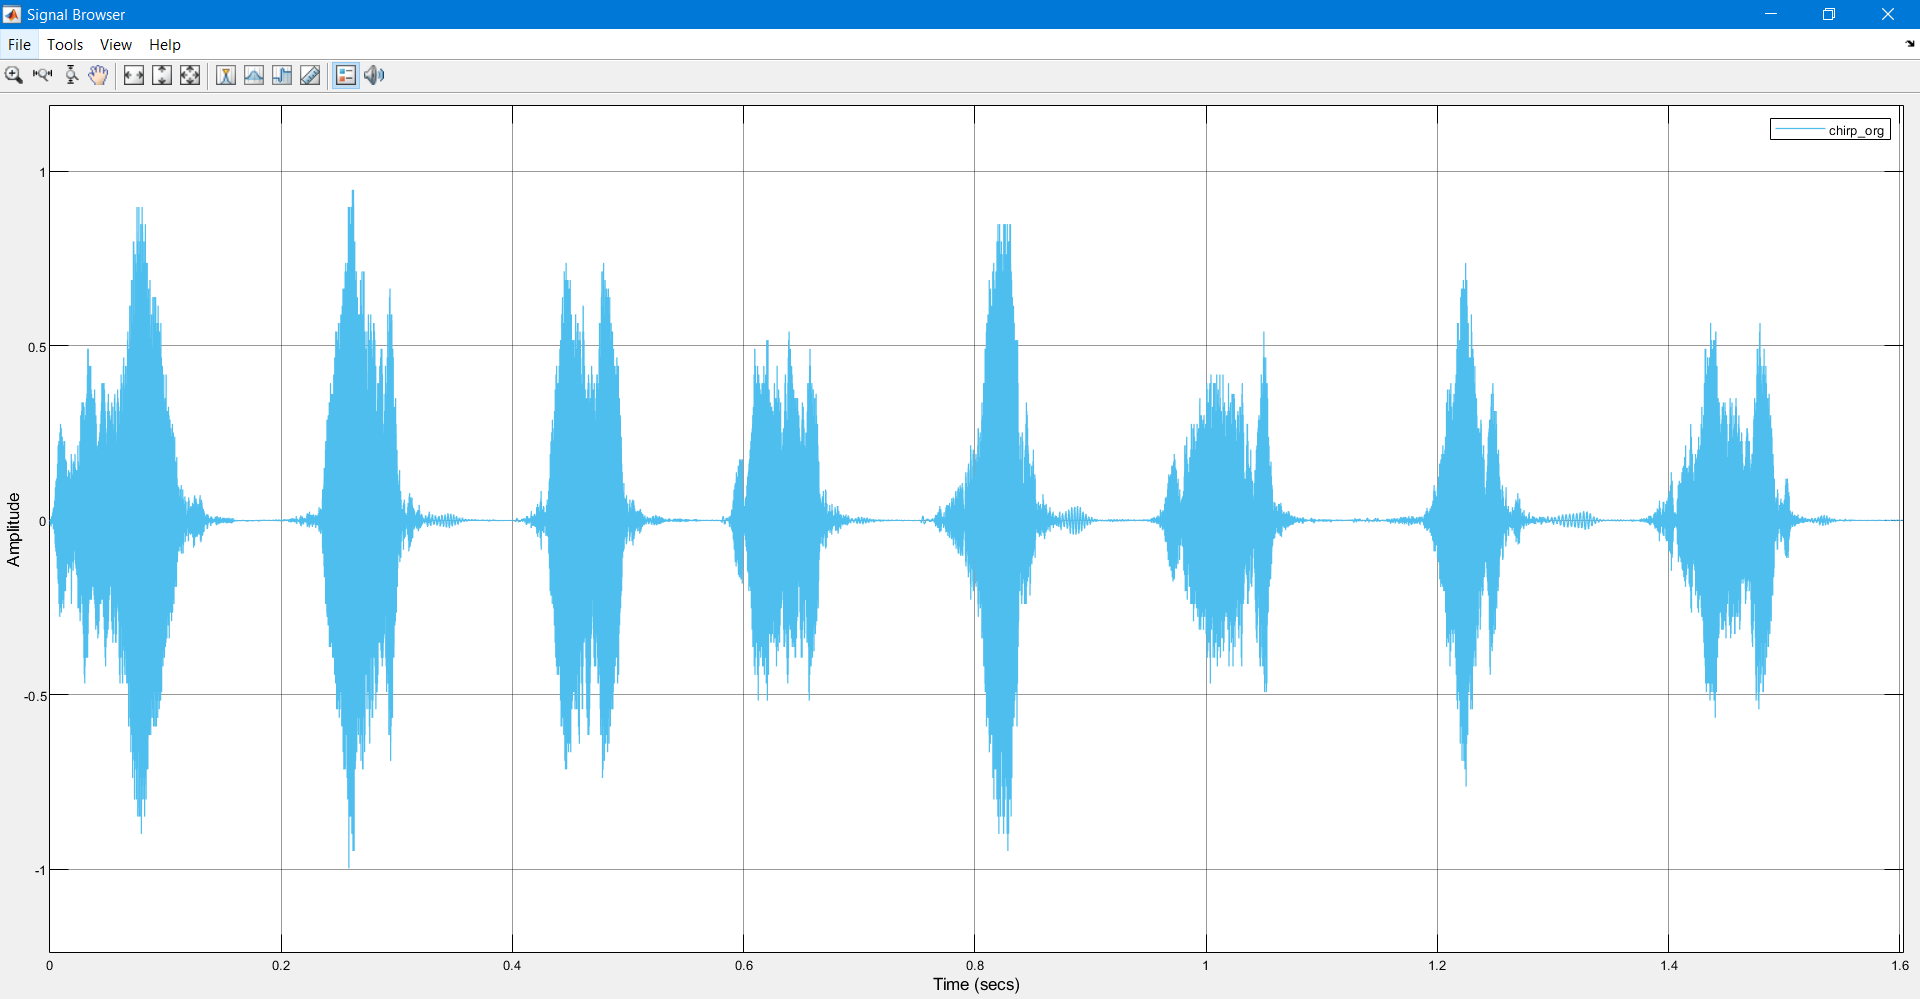 Signal Browser
File Tools View Help
chirp_org
1
0.5
0
-0.5
-1
Amplitude
0 0.2 0.4 0.6 0.8 1 1.2 1.4 1.6
Time (secs)